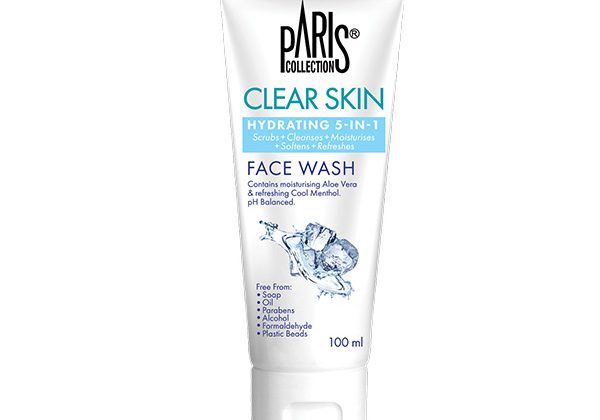 PARIS®
COLLECTION
CLEAR SKIN
HYDRATING 5-IN-1
Scrubs + Cleanses + Moisturises
+ Softens + Refreshes
FACE WASH
Contains moisturising Aloe Vera
& refreshing Cool Menthol.
pH Balanced.
Free From:
• Soap
• Oil
• Parabens
• Alcohol
• Formaldehyde
• Plastic Beads
100 ml